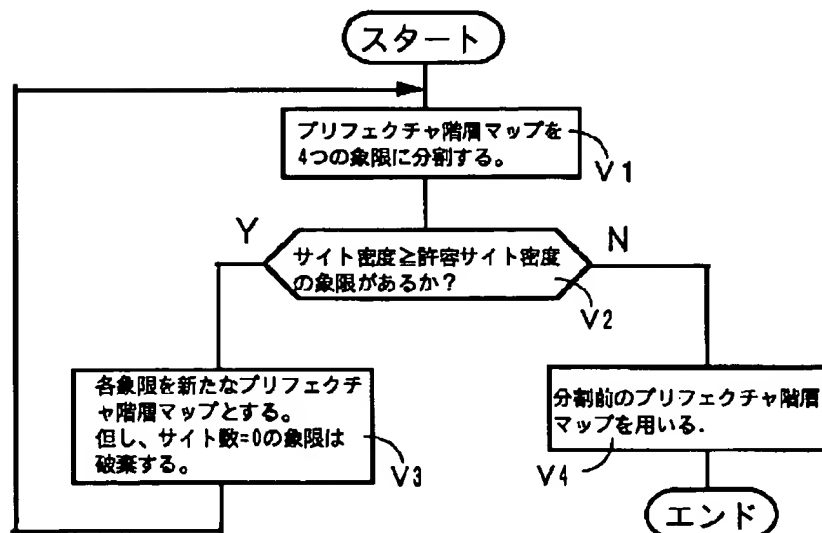 スタート
プリフェクチャ階層マップを
4つの象限に分割する。
V1
Y
N
サイト密度≧許容サイト密度
の象限があるか?
V2
各象限を新たなプリフェクチ
ャ階層マップとする。
但し、サイト数=0の象限は
破棄する。
V3
分割前のプリフェクチャ階層
マップを用いる.
V4
エンド